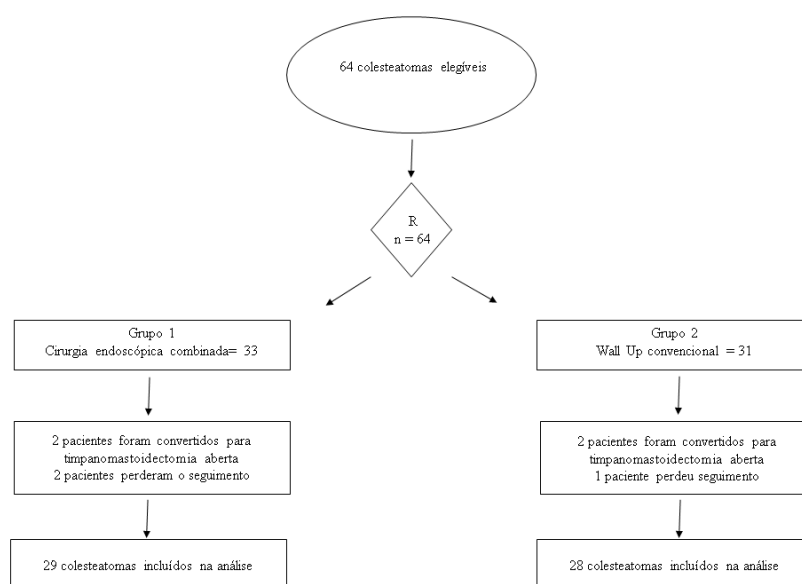 64 colesteatomas elegíveis
R
n = 64
Grupo 1
Cirurgia endoscópica combinada= 33
Grupo 2
Wall Up convencional = 31
2 pacientes foram convertidos para
timpanomastoidectomia aberta
2 pacientes perderam o seguimento
2 pacientes foram convertidos para
timpanomastoidectomia aberta
1 paciente perdeu seguimento
29 colesteatomas incluídos na análise
28 colesteatomas incluídos na análise